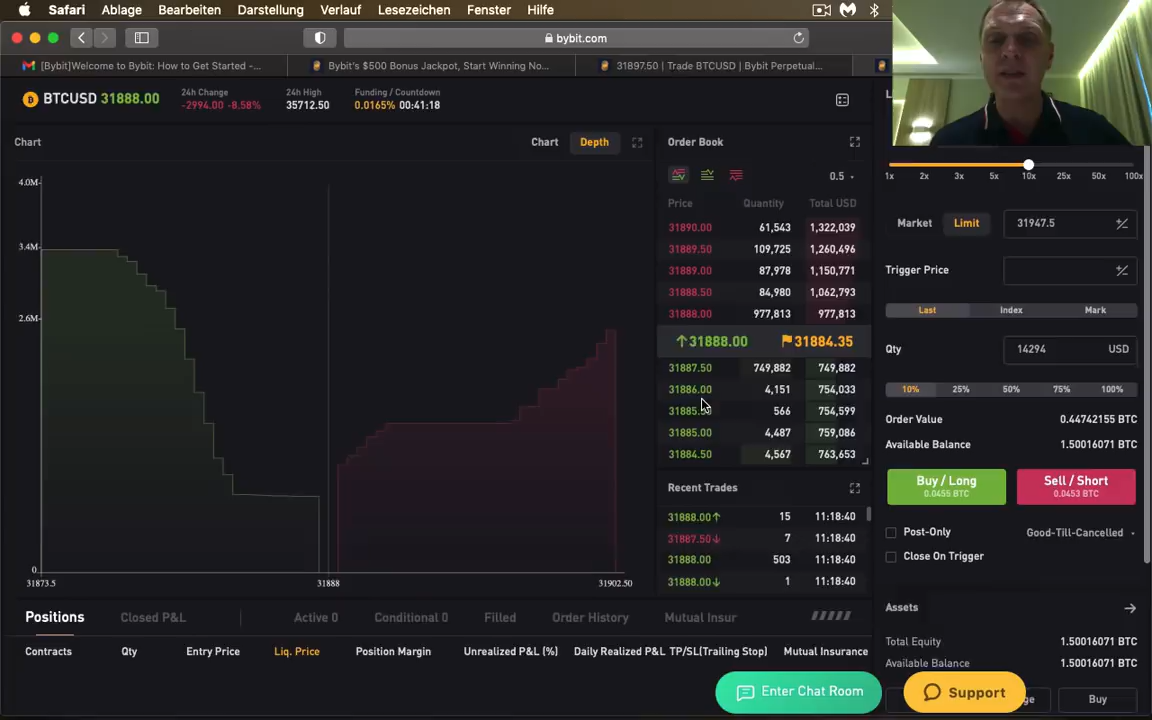 Safari Ablage Bearbeiten Darstellung Verlauf Lesezeichen Fenster Hilfe
bybit.com
[Bybit]Welcome to Bybit: How to Get Started -...
Bybit's $500 Bonus Jackpot, Start Winning No...
31897.50 | Trade BTCUSD | Bybit Perpetual...
BTCUSD 31888.00
24h Change
-2994.00 -8.58%
24h High
35712.50
Funding / Countdown
0.0165% 00:41:18
Chart
Chart Depth
4.0M
3.4M
2.6M
0
31873.5 31888 31902.50
Order Book
0.5
Price Quantity Total USD
31890.00 61,543 1,322,039
31889.50 109,725 1,260,496
31889.00 87,978 1,150,771
31888.50 84,980 1,062,793
31888.00 977,813 977,813
31888.00 31884.35
31887.50 749,882 749,882
31886.00 4,151 754,033
566 754,599
31885.00 4,487 759,086
31884.50 4,567 763,653
Recent Trades
31888.00↑ 15 11:18:40
31887.50↓ 7 11:18:40
31888.00 503 11:18:40
31888.00↓ 1 11:18:40
1x 2x 3x 5x 10x 25x 50x 100x
Market Limit 31947.5
Trigger Price
Last Index Mark
Qty 14294 USD
10% 25% 50% 75% 100%
Order Value 0.44742155 BTC
Available Balance 1.50016071 BTC
Buy / Long
0.0455 BTC
Sell / Short
0.0453 BTC
Post-Only Good-Till-Cancelled
Close On Trigger
Assets
Total Equity 1.50016071 BTC
Available Balance 1.50016071 BTC
Buy
Positions Closed P&L Active 0 Conditional 0 Filled Order History Mutual Insur
Contracts Qty Entry Price Liq. Price Position Margin Unrealized P&L (%) Daily Realized P&L TP/SL(Trailing Stop) Mutual Insurance
Enter Chat Room
Support